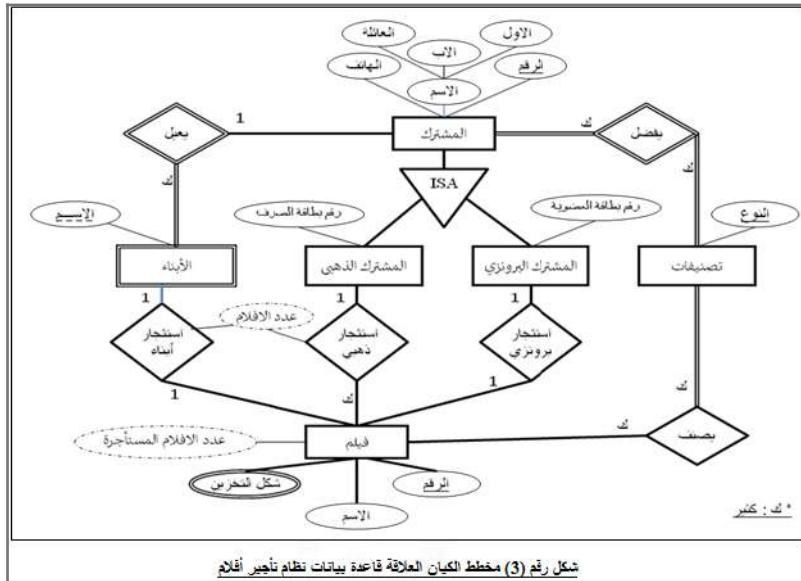 العائلة
الاب
الاول
الهاتف
الاسم
الرقم
يعيل
1
المشترك
ك
يفضل
ك
ك
ISA
الاسم
رقم بطاقة الصرف
رقم بطاقة العضوية
النوع
الأبناء
المشترك الذهبي
المشترك البرونزي
تصنيفات
1
عدد الافلام
1
1
استئجار أبناء
استئجار ذهبي
استئجار برونزي
1
ك
1
ك
عدد الافلام المستأجرة
فيلم
ك
يصنف
شكل التخزين
الرقم
الاسم
* ك : كثير
شكل رقم (3) مخطط الكيان العلاقة قاعدة بيانات نظام تأجير أفلام